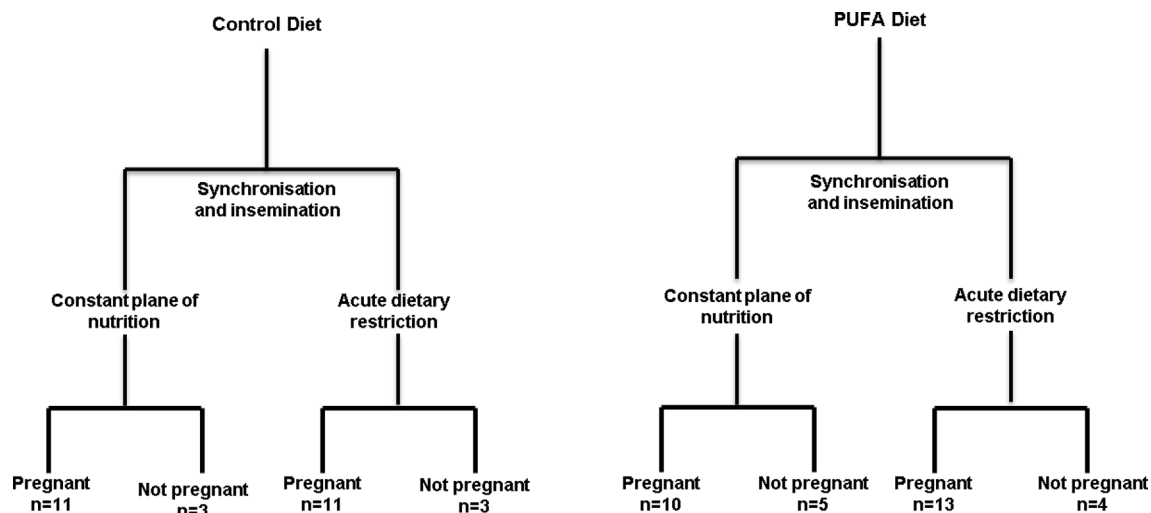 Control Diet
PUFA Diet
Synchronisation
and insemination
Synchronisation
and insemination
Constant plane of
nutrition
Acute dietary
restriction
Constant plane of
nutrition
Acute dietary
restriction
Pregnant
n=11
Not pregnant
n=3
Pregnant
n=11
Not pregnant
n=3
Pregnant
n=10
Not pregnant
n=5
Pregnant
n=13
Not pregnant
n=4